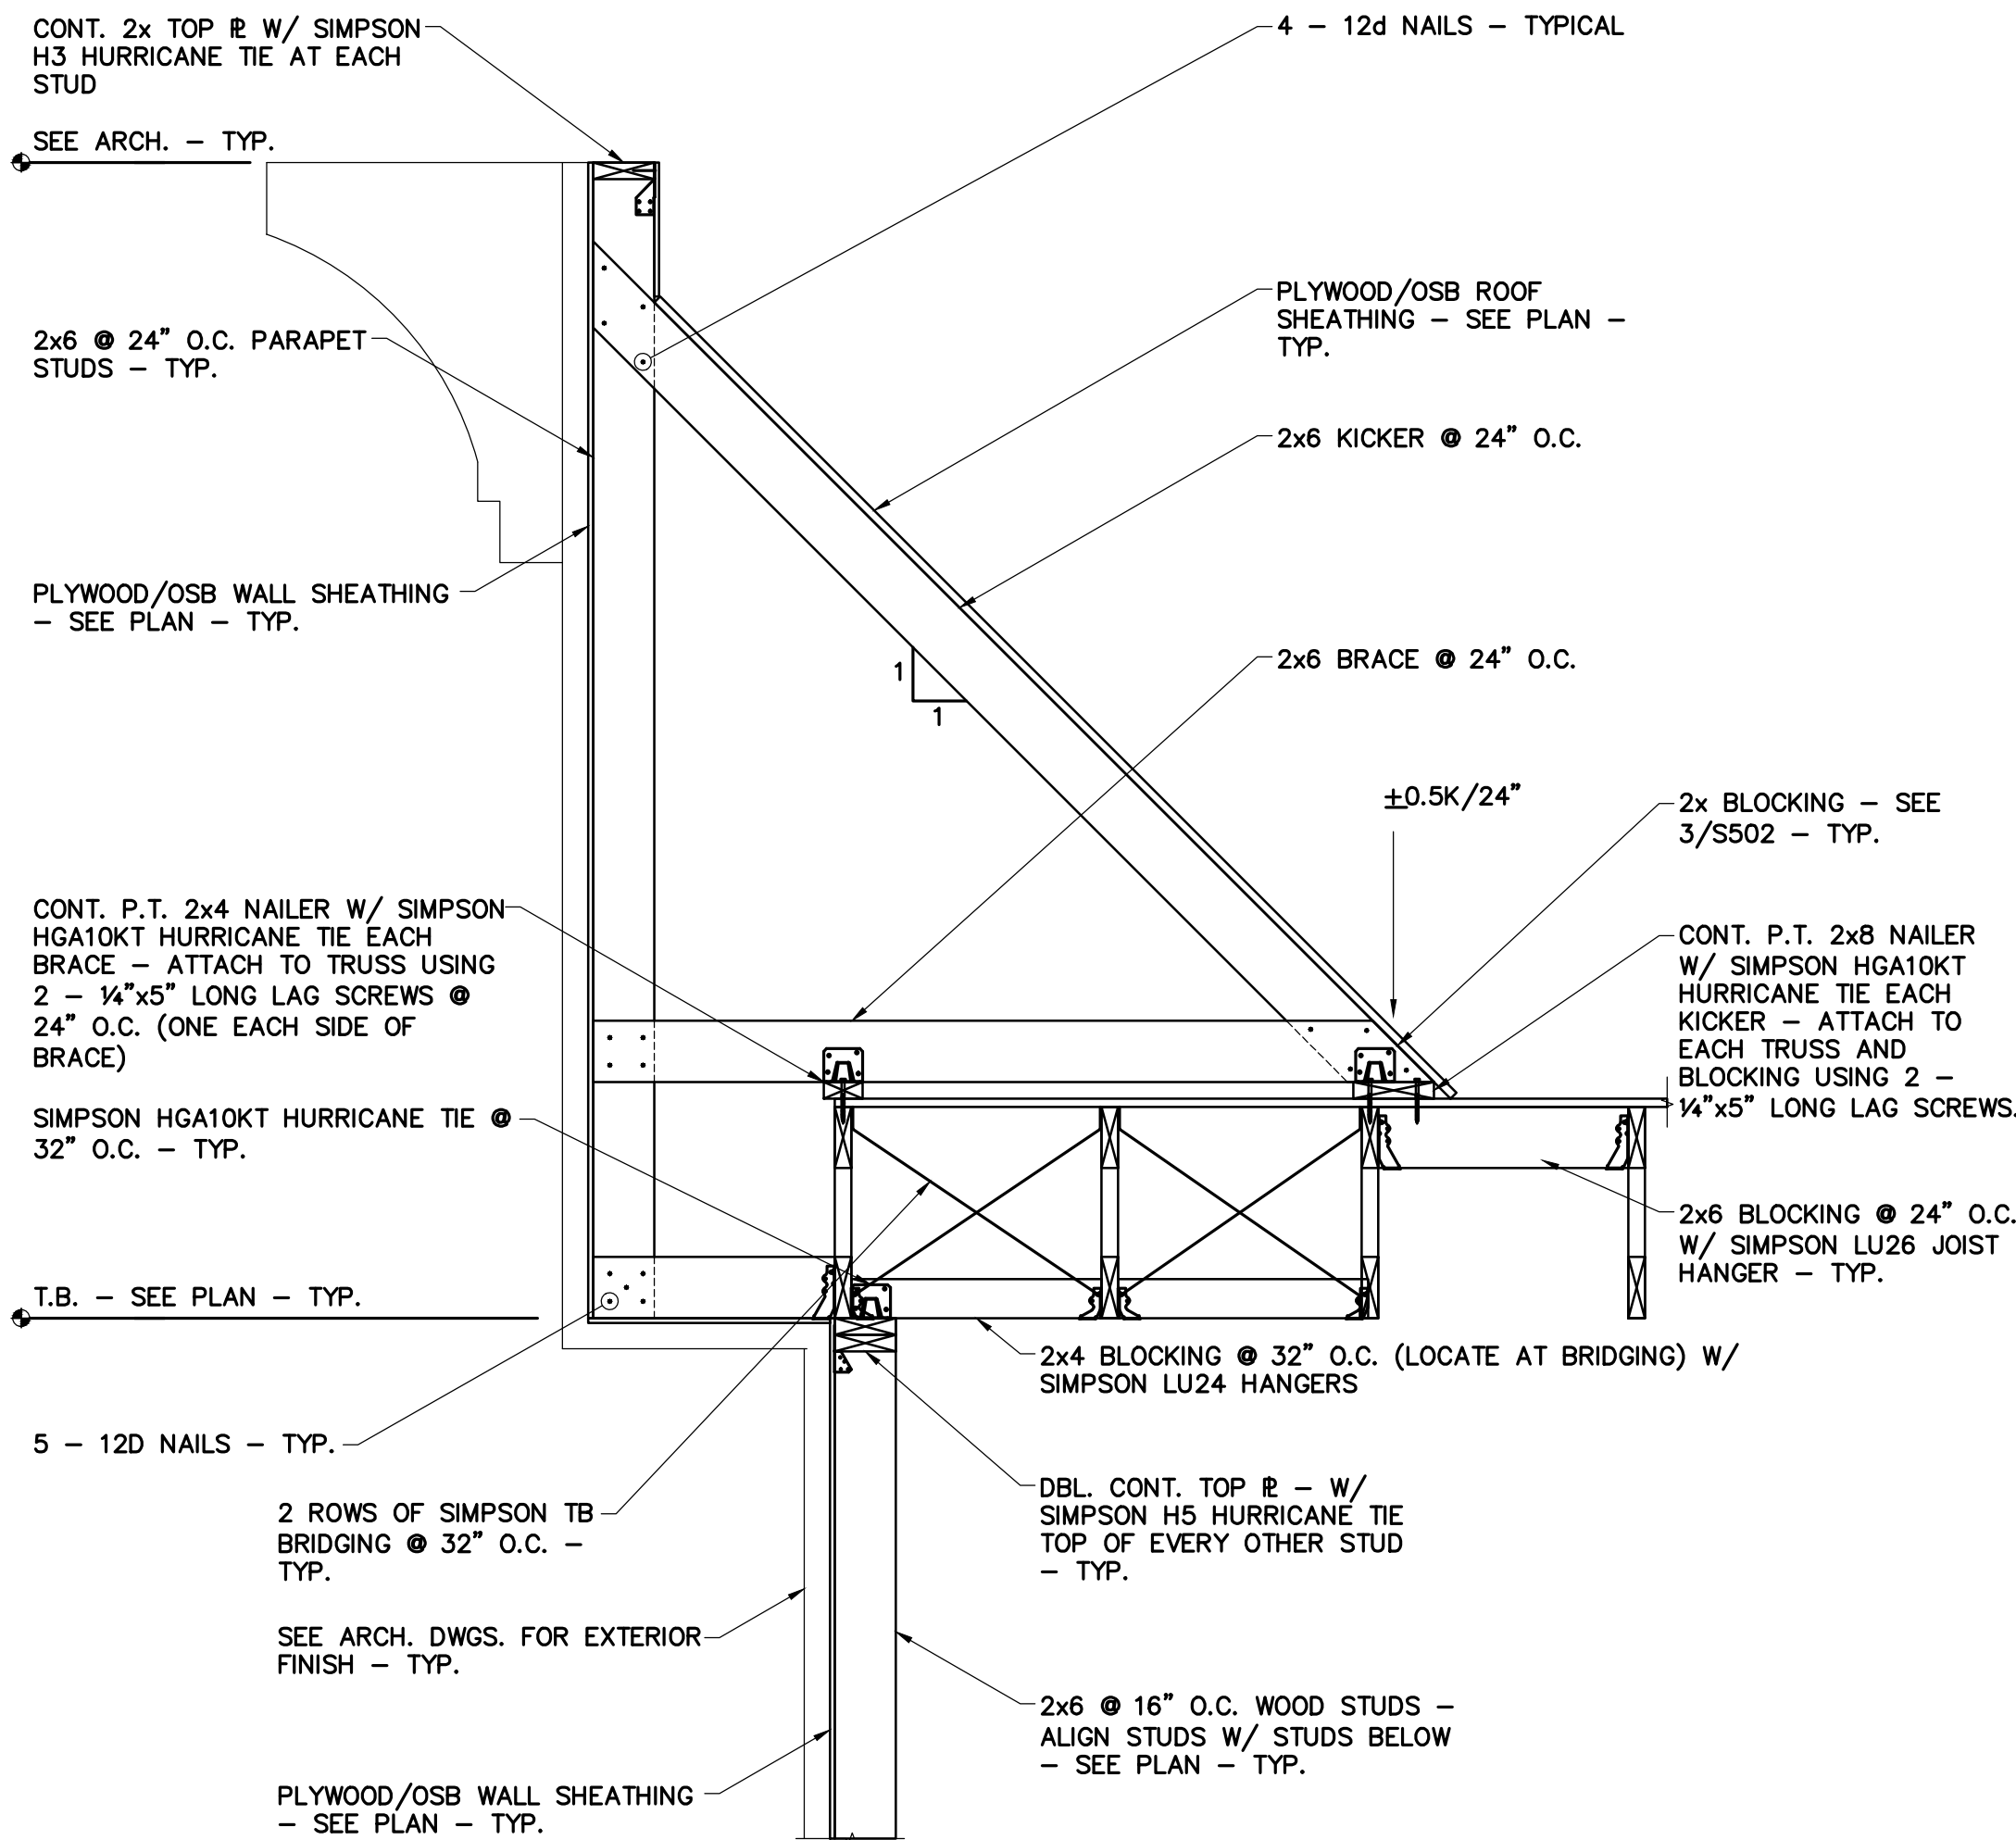 CONT. 2x TOP ⅊ W/ SIMPSON
H3 HURRICANE TIE AT EACH
STUD
4 – 12d NAILS – TYPICAL
SEE ARCH. – TYP.
PLYWOOD/OSB ROOF
SHEATHING – SEE PLAN –
TYP.
2x6 @ 24” O.C. PARAPET
STUDS – TYP.
2x6 KICKER @ 24” O.C.
PLYWOOD/OSB WALL SHEATHING
– SEE PLAN – TYP.
2x6 BRACE @ 24” O.C.
1
1
±0.5K/24”
2x BLOCKING – SEE
3/S502 – TYP.
CONT. P.T. 2x4 NAILER W/ SIMPSON
HGA10KT HURRICANE TIE EACH
BRACE – ATTACH TO TRUSS USING
2 – ¼”x5” LONG LAG SCREWS @
24” O.C. (ONE EACH SIDE OF
BRACE)
CONT. P.T. 2x8 NAILER
W/ SIMPSON HGA10KT
HURRICANE TIE EACH
KICKER – ATTACH TO
EACH TRUSS AND
BLOCKING USING 2 –
¼”x5” LONG LAG SCREWS.
SIMPSON HGA10KT HURRICANE TIE @
32” O.C. – TYP.
2x6 BLOCKING @ 24” O.C.
W/ SIMPSON LU26 JOIST
HANGER – TYP.
T.B. – SEE PLAN – TYP.
2x4 BLOCKING @ 32” O.C. (LOCATE AT BRIDGING) W/
SIMPSON LU24 HANGERS
5 – 12D NAILS – TYP.
DBL. CONT. TOP ⅊ – W/
SIMPSON H5 HURRICANE TIE
TOP OF EVERY OTHER STUD
– TYP.
2 ROWS OF SIMPSON TB
BRIDGING @ 32” O.C. –
TYP.
SEE ARCH. DWGS. FOR EXTERIOR
FINISH – TYP.
2x6 @ 16” O.C. WOOD STUDS –
ALIGN STUDS W/ STUDS BELOW
– SEE PLAN – TYP.
PLYWOOD/OSB WALL SHEATHING
– SEE PLAN – TYP.